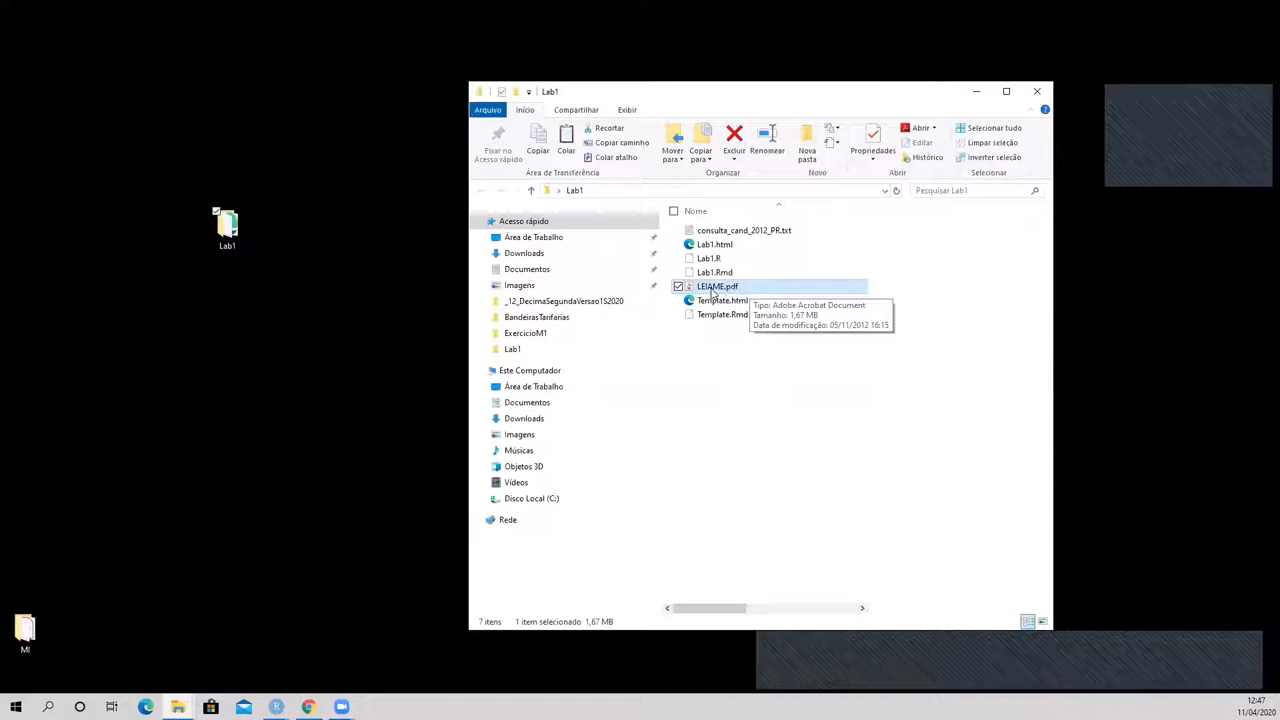 Lab1
Arquivo Início Compartilhar Exibir
Fixar no Acesso rápido
Copiar
Colar
Recortar
Copiar caminho
Colar atalho
Área de Transferência
Mover para
Copiar para
Excluir
Renomear
Organizar
Nova pasta
Novo
Propriedades
Abrir
Editar
Histórico
Abrir
Selecionar tudo
Limpar seleção
Inverter seleção
Selecionar
Lab1
Pesquisar Lab1
Acesso rápido
Área de Trabalho
Downloads
Documentos
Imagens
_12_DecimaSegundaVersao1S2020
BandeirasTarifarias
ExercicioM1
Lab1
Este Computador
Área de Trabalho
Documentos
Downloads
Imagens
Músicas
Objetos 3D
Vídeos
Disco Local (C:)
Rede
Nome
consulta_cand_2012_PR.txt
Lab1.html
Lab1.R
Lab1.Rmd
LEIAME.pdf
Template.html
Template.Rmd
Tipo: Adobe Acrobat Document
Tamanho: 1,67 MB
Data de modificação: 05/11/2012 16:15
7 itens 1 item selecionado 1,67 MB
Lab1
MI
12:47
11/04/2020